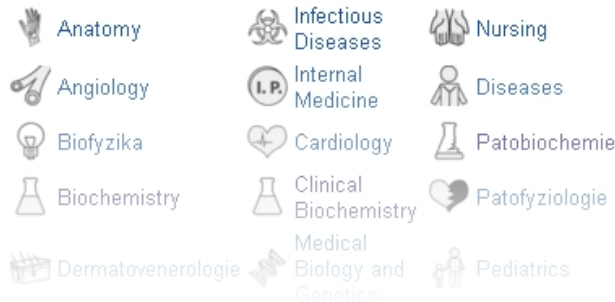 Anatomy
Infectious
Diseases
Nursing
Angiology
I. P.
Internal
Medicine
Diseases
Biofyzika
Cardiology
Patobiochemie
Biochemistry
Clinical
Biochemistry
Patofyziologie
Dermatovenerologie
Medical
Biology and
Genetics
Pediatrics